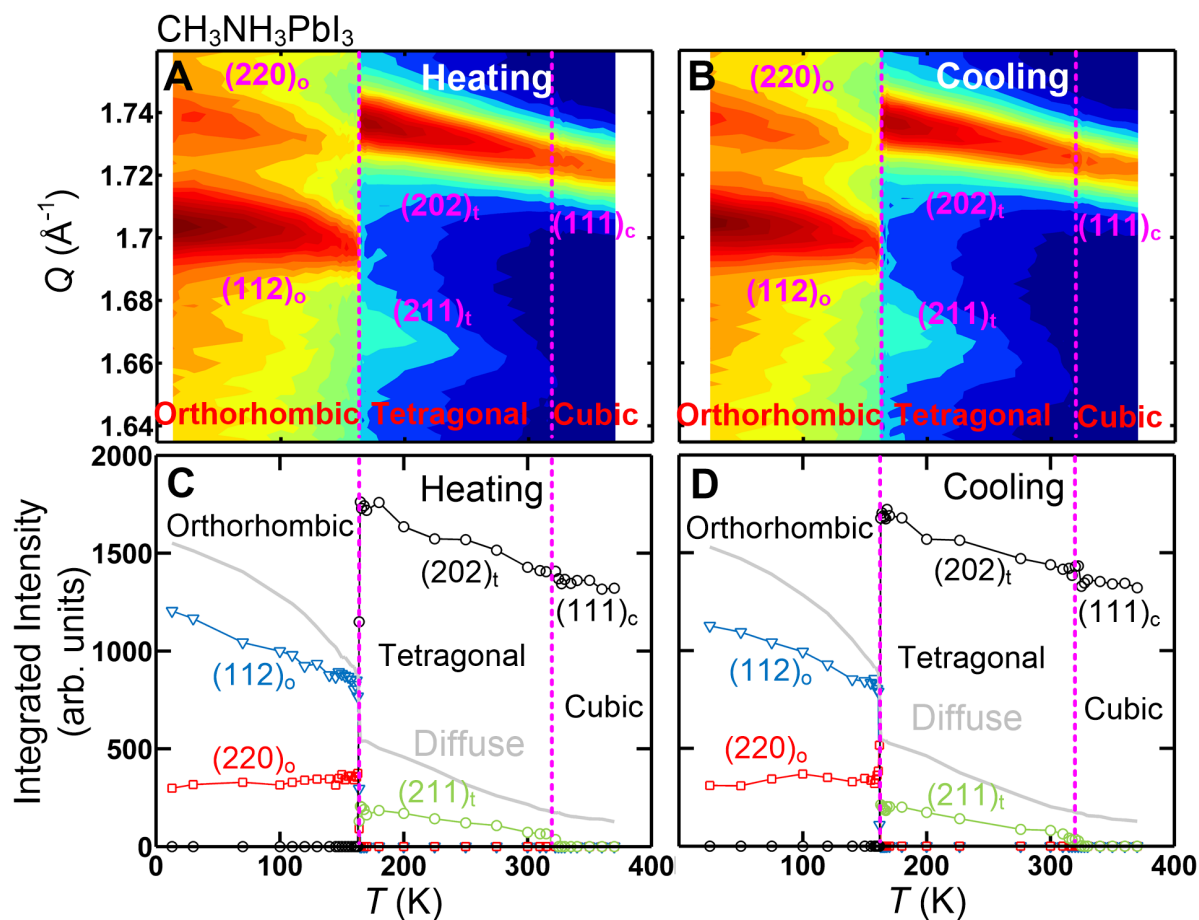 CH₃NH₃PbI₃
A
(220)ₒ
Heating
B
(220)ₒ
Cooling
1.74
1.72
1.7
1.68
1.66
1.64
Q (Å⁻¹)
(202)ₜ
(111)c
(112)ₒ
(211)ₜ
Orthorhombic
Tetragonal
Cubic
(202)ₜ
(111)c
(112)ₒ
(211)ₜ
Orthorhombic
Tetragonal
Cubic
2000
1500
1000
500
0
Integrated Intensity
(arb. units)
C
Heating
Orthorhombic
(202)ₜ
(111)c
(112)ₒ
Tetragonal
Cubic
Diffuse
(220)ₒ
(211)ₜ
0
100
200
300
400
T (K)
D
Cooling
Orthorhombic
(202)ₜ
(111)c
(112)ₒ
Tetragonal
Cubic
Diffuse
(220)ₒ
(211)ₜ
100
200
300
400
T (K)